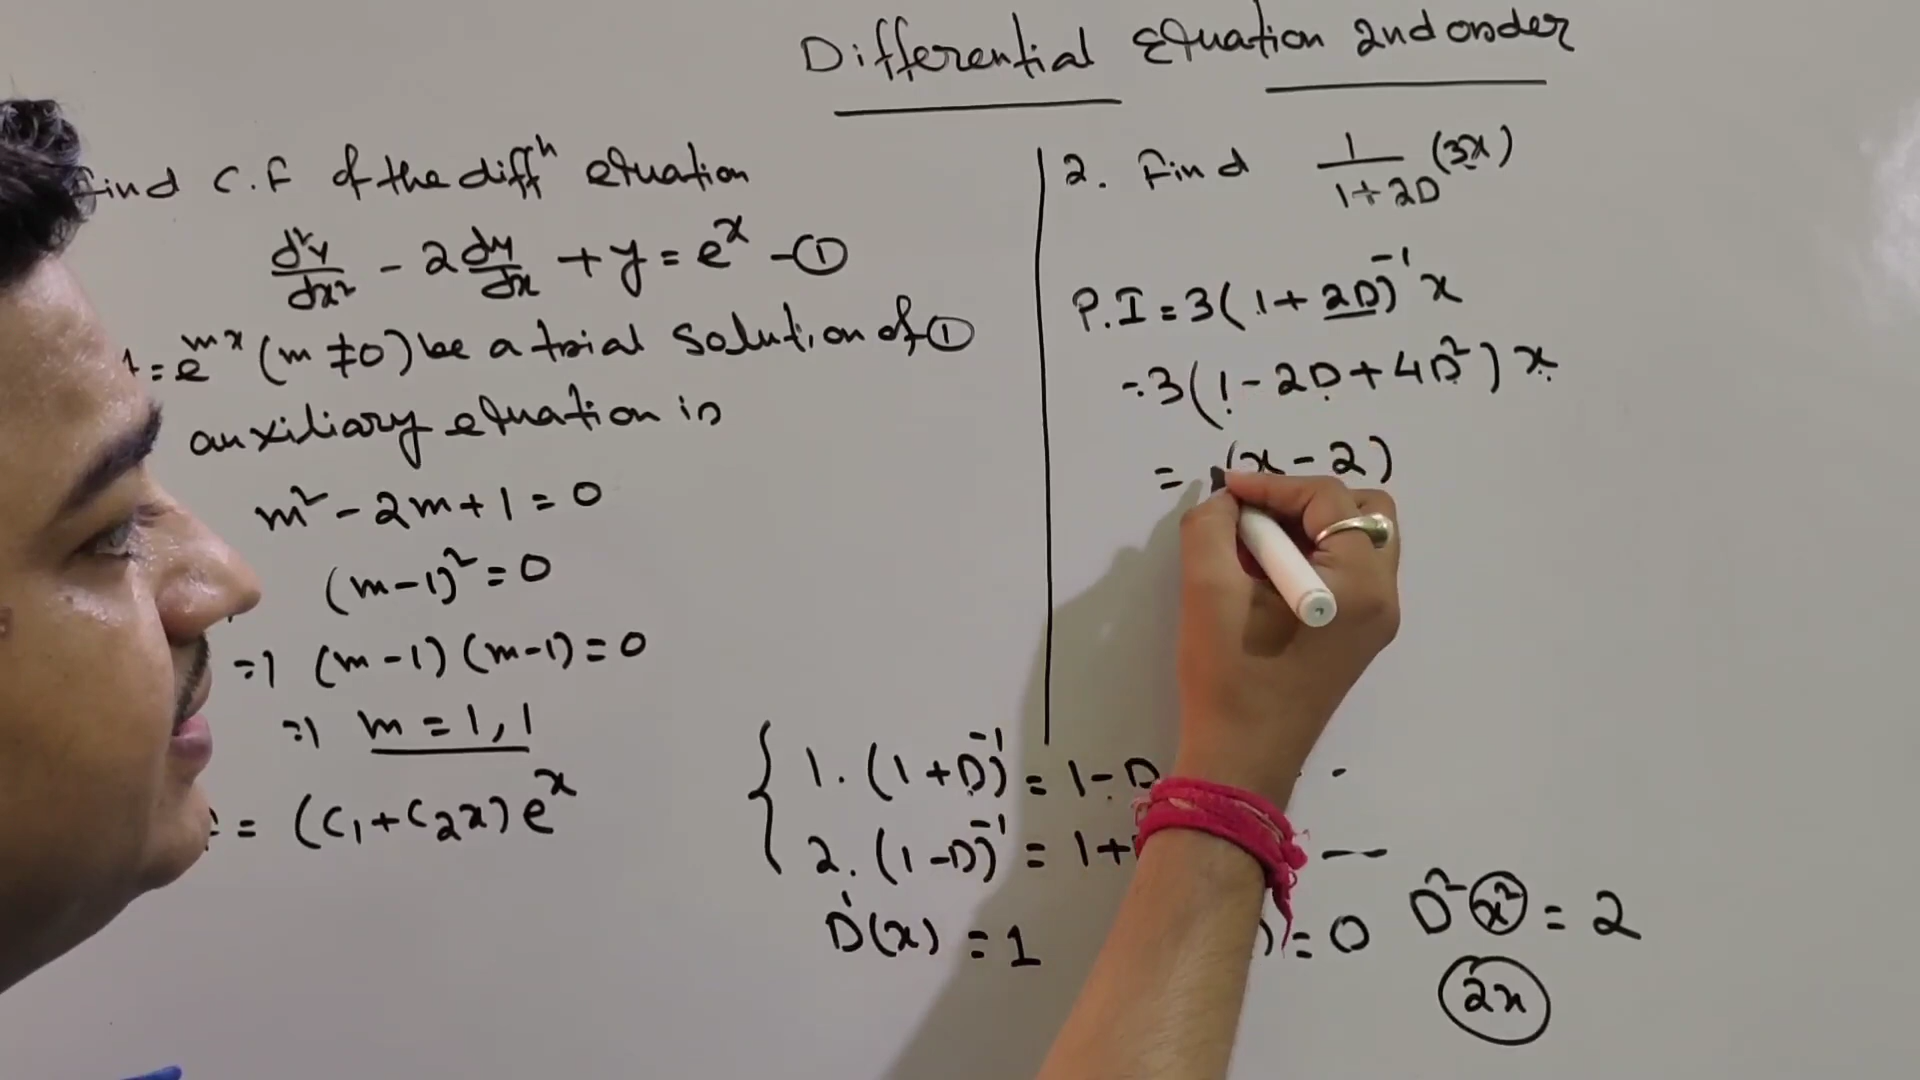 Differential Equation 2nd order
Find C.F of the diffⁿ equation
d²y/dx² - 2 dy/dx + y = eˣ -①
= e^{mx} (m ≠ 0) be a trial solution of ①
auxiliary equation is
m² - 2m + 1 = 0
(m-1)² = 0
⇒ (m-1)(m-1) = 0
⇒ m = 1, 1
= (C₁ + C₂x) eˣ
2. Find 1/(1+2D) (3x)
P.I = 3(1+2D)⁻¹ x
= 3(1 - 2D + 4D²) x
= (x - 2)
1. (1+D)⁻¹ = 1 - D
2. (1-D)⁻¹ = 1 +
D'(x) = 1 ) = 0 D²(x²) = 2
2x